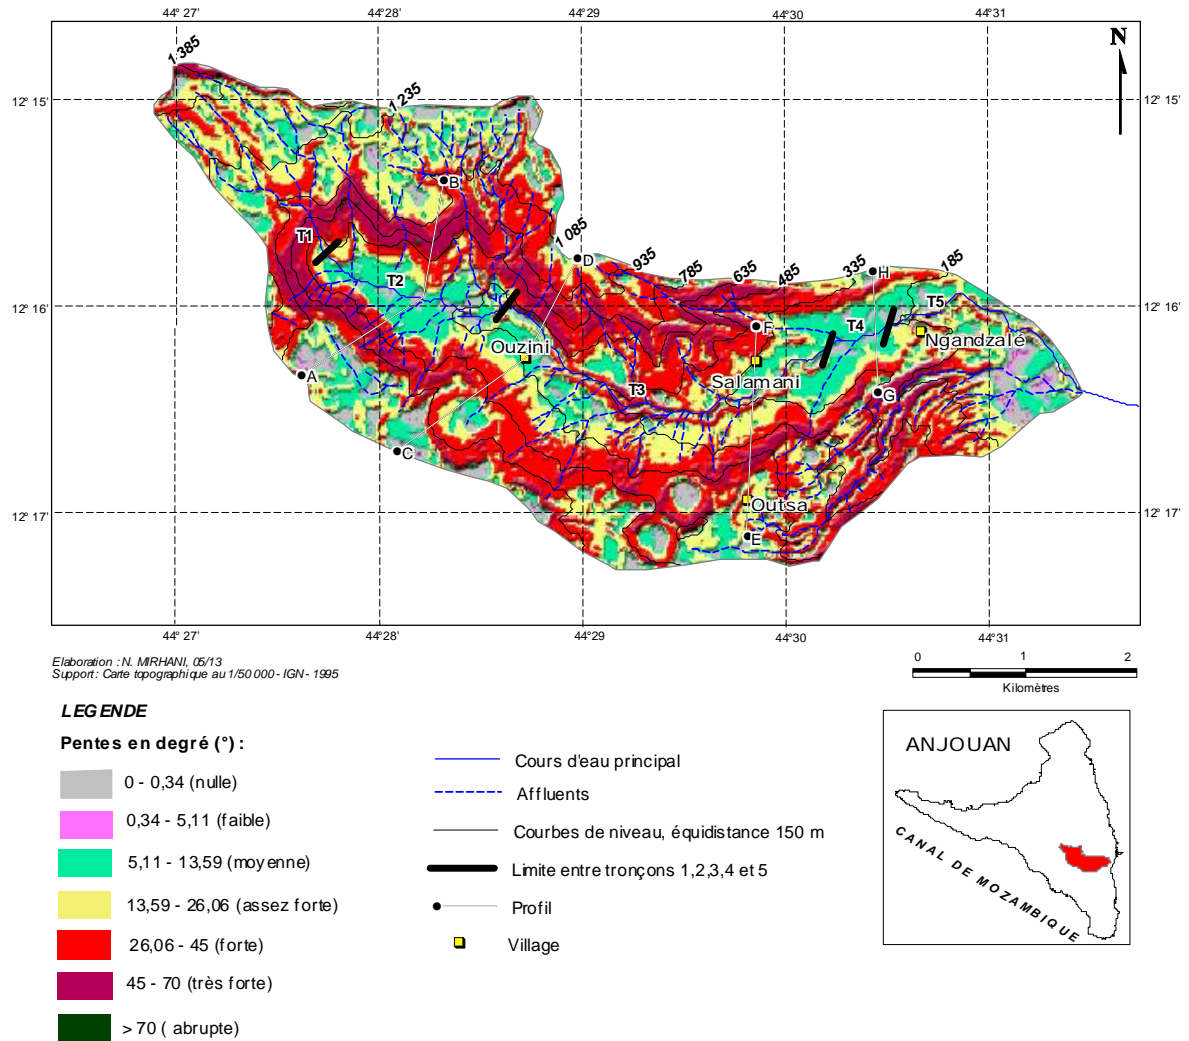 44° 27'
44° 28'
44° 29
44° 30
44° 31
N
12° 15'
12° 15'
1 385
1 235
B
T1
T2
1 085
D
935
785
635
485
335
185
H
T5
T4
12° 16'
12° 16'
F
Ouzini
Ngandzalé
Salamani
T3
A
G
C
Outsa
E
12° 17'
12° 17'
44° 27'
44° 28'
44° 29
44° 30
44° 31
Elaboration : N. MIRHANI, 05/13
Support : Carte topographique au 1/50 000 - IGN - 1995
0 1 2
Kilomètres
LEGENDE
Pentes en degré (°) :
0 - 0,34 (nulle)
0,34 - 5,11 (faible)
5,11 - 13,59 (moyenne)
13,59 - 26,06 (assez forte)
26,06 - 45 (forte)
45 - 70 (très forte)
> 70 ( abrupte)
Cours d'eau principal
Affluents
Courbes de niveau, équidistance 150 m
Limite entre tronçons 1,2,3,4 et 5
Profil
Village
ANJOUAN
CANAL DE MOZAMBIQUE